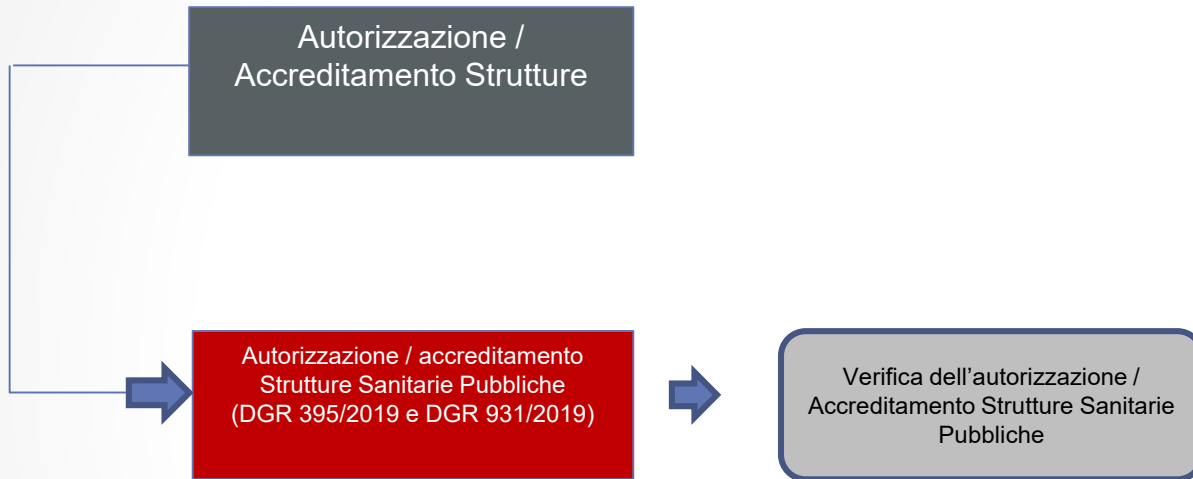 Autorizzazione /
Accreditamento Strutture
Autorizzazione / accreditamento
Strutture Sanitarie Pubbliche
(DGR 395/2019 e DGR 931/2019)
Verifica dell’autorizzazione /
Accreditamento Strutture Sanitarie
Pubbliche